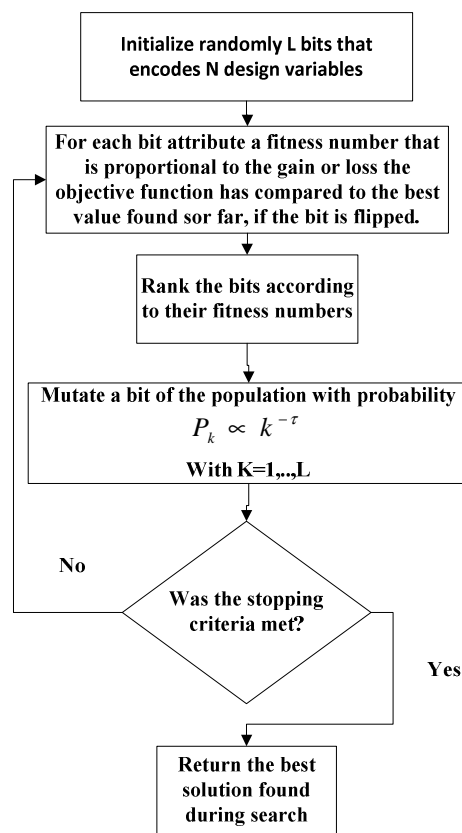 Initialize randomly L bits that
encodes N design variables
For each bit attribute a fitness number that
is proportional to the gain or loss the
objective function has compared to the best
value found sor far, if the bit is flipped.
Rank the bits according
to their fitness numbers
Mutate a bit of the population with probability
P_k ∝ k^{-τ}
With K=1,..,L
No
Was the stopping
criteria met?
Yes
Return the best
solution found
during search